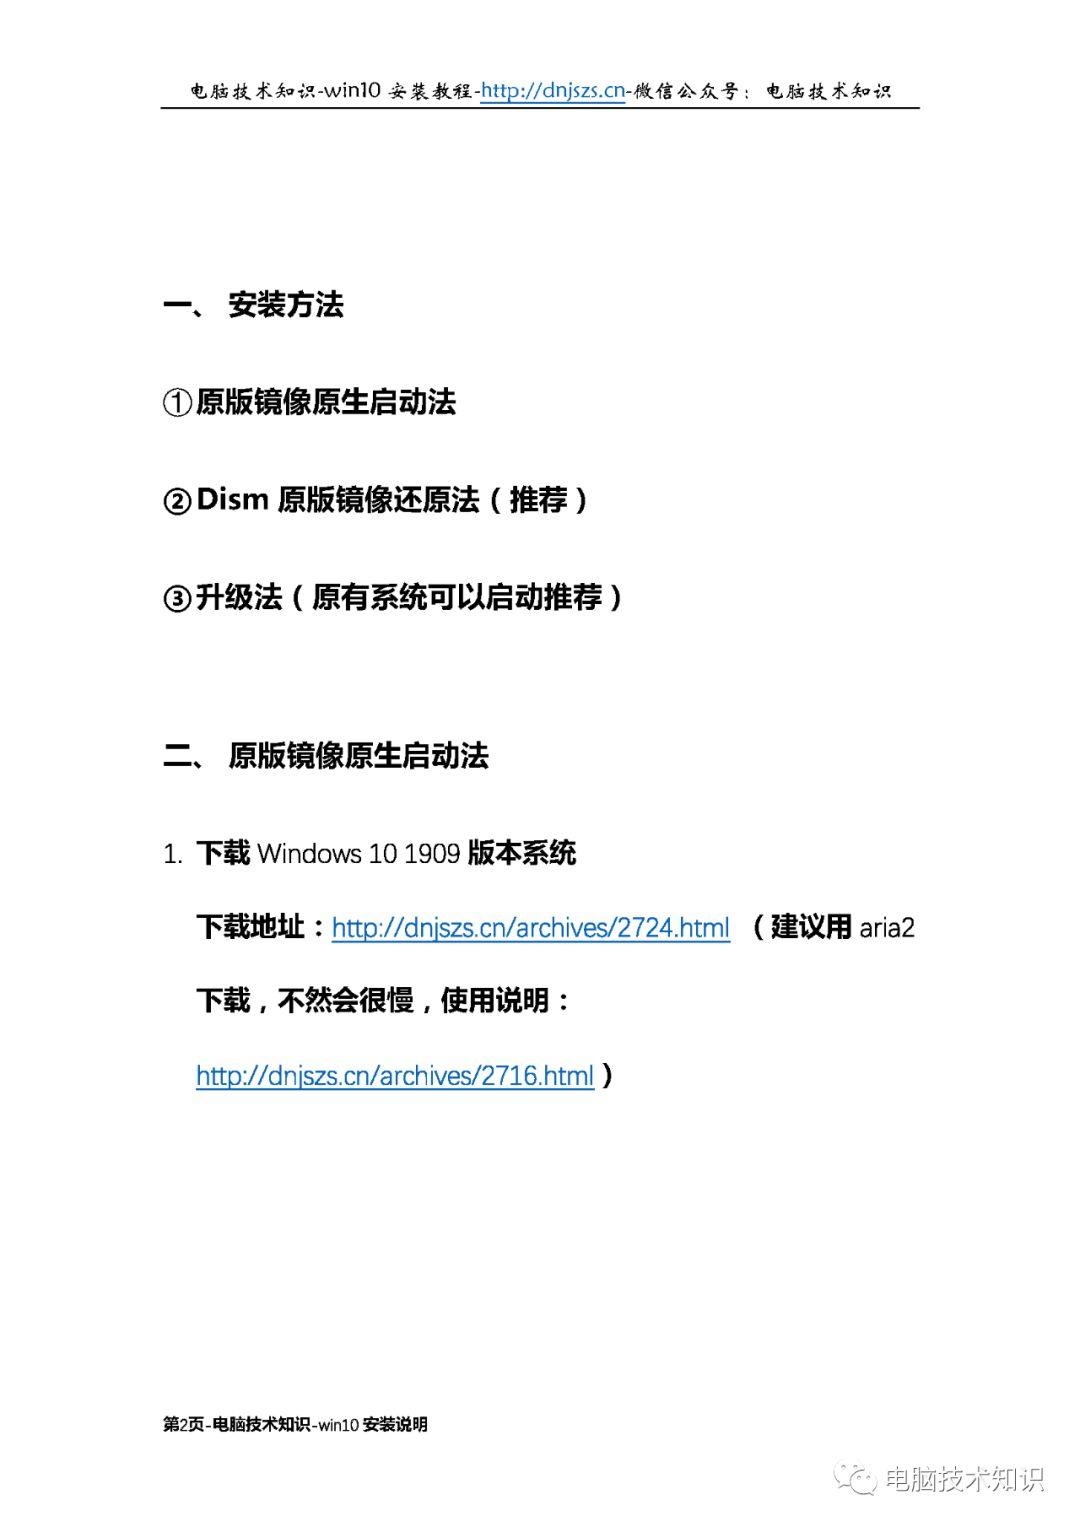 电脑技术知识-win10 安装教程-http://dnjszs.cn-微信公众号：电脑技术知识
一、 安装方法
①原版镜像原生启动法
②Dism 原版镜像还原法（推荐）
③升级法（原有系统可以启动推荐）
二、 原版镜像原生启动法
1. 下载 Windows 10 1909 版本系统
下载地址：http://dnjszs.cn/archives/2724.html （建议用 aria2
下载，不然会很慢，使用说明：
http://dnjszs.cn/archives/2716.html）
第2页-电脑技术知识-win10 安装说明
电脑技术知识